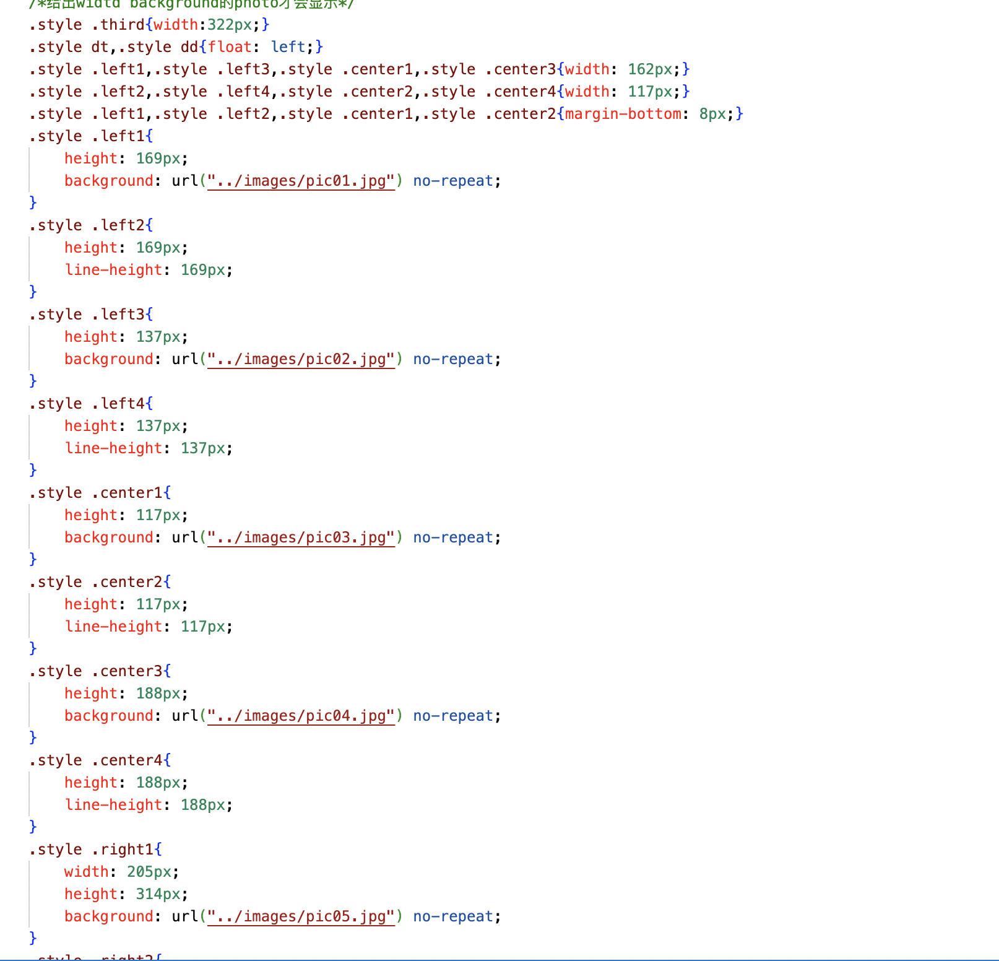 /*给出widtd background的photo才会显示*/
.style .third{width:322px;}
.style dt,.style dd{float: left;}
.style .left1,.style .left3,.style .center1,.style .center3{width: 162px;}
.style .left2,.style .left4,.style .center2,.style .center4{width: 117px;}
.style .left1,.style .left2,.style .center1,.style .center2{margin-bottom: 8px;}
.style .left1{
    height: 169px;
    background: url("../images/pic01.jpg") no-repeat;
}
.style .left2{
    height: 169px;
    line-height: 169px;
}
.style .left3{
    height: 137px;
    background: url("../images/pic02.jpg") no-repeat;
}
.style .left4{
    height: 137px;
    line-height: 137px;
}
.style .center1{
    height: 117px;
    background: url("../images/pic03.jpg") no-repeat;
}
.style .center2{
    height: 117px;
    line-height: 117px;
}
.style .center3{
    height: 188px;
    background: url("../images/pic04.jpg") no-repeat;
}
.style .center4{
    height: 188px;
    line-height: 188px;
}
.style .right1{
    width: 205px;
    height: 314px;
    background: url("../images/pic05.jpg") no-repeat;
}
.style .right2{